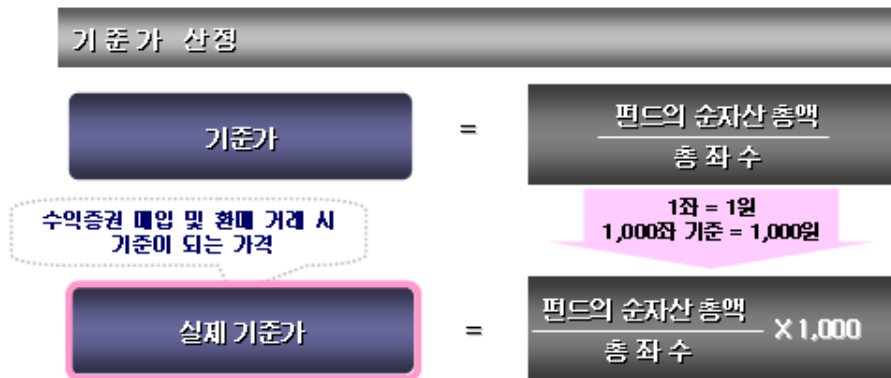 기준가 산정
기준가
=
펀드의 순자산 총액
총 좌 수
수익증권 매입 및 환매 거래 시
기준이 되는 가격
1좌 = 1원
1,000좌 기준 = 1,000원
실제 기준가
=
펀드의 순자산 총액
총 좌 수
X 1,000